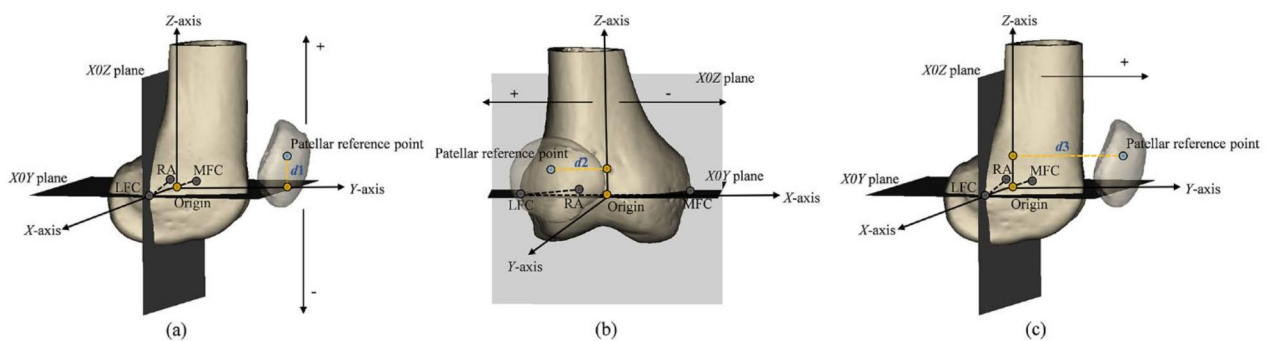 Z-axis
+
X0Z plane
Patellar reference point
RA
MFC
d1
X0Y plane
LFC
Y-axis
Origin
X-axis
-
(a)
Z-axis
X0Z plane
+
-
Patellar reference point
d2
X0Y plane
X-axis
LFC
RA
Origin
MFC
Y-axis
(b)
Z-axis
+
X0Z plane
Patellar reference point
d3
RA
MFC
X0Y plane
LFC
Y-axis
Origin
X-axis
(c)